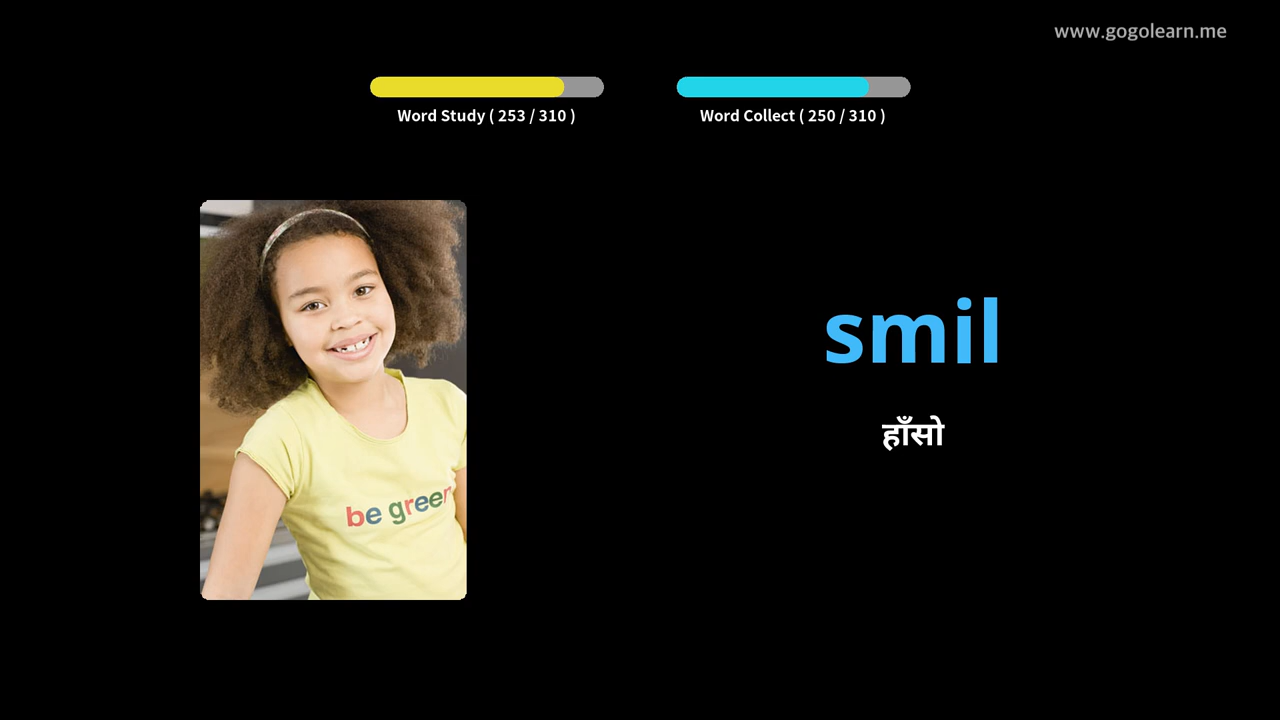 www.gogolearn.me
Word Study ( 253 / 310 )
Word Collect ( 250 / 310 )
smil
हाँसो
be green